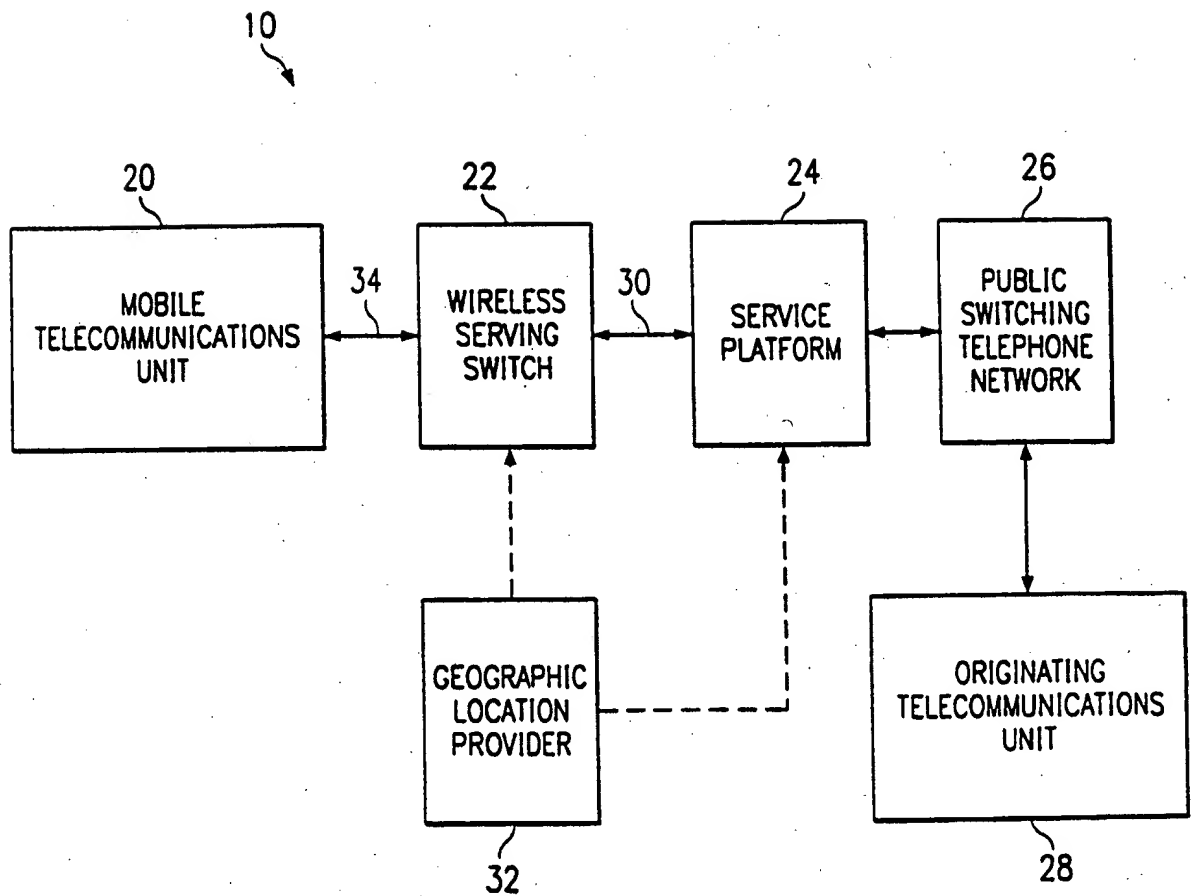 10
20
22
24
26
MOBILE
TELECOMMUNICATIONS
UNIT
34
WIRELESS
SERVING
SWITCH
30
SERVICE
PLATFORM
PUBLIC
SWITCHING
TELEPHONE
NETWORK
GEOGRAPHIC
LOCATION
PROVIDER
ORIGINATING
TELECOMMUNICATIONS
UNIT
32
28